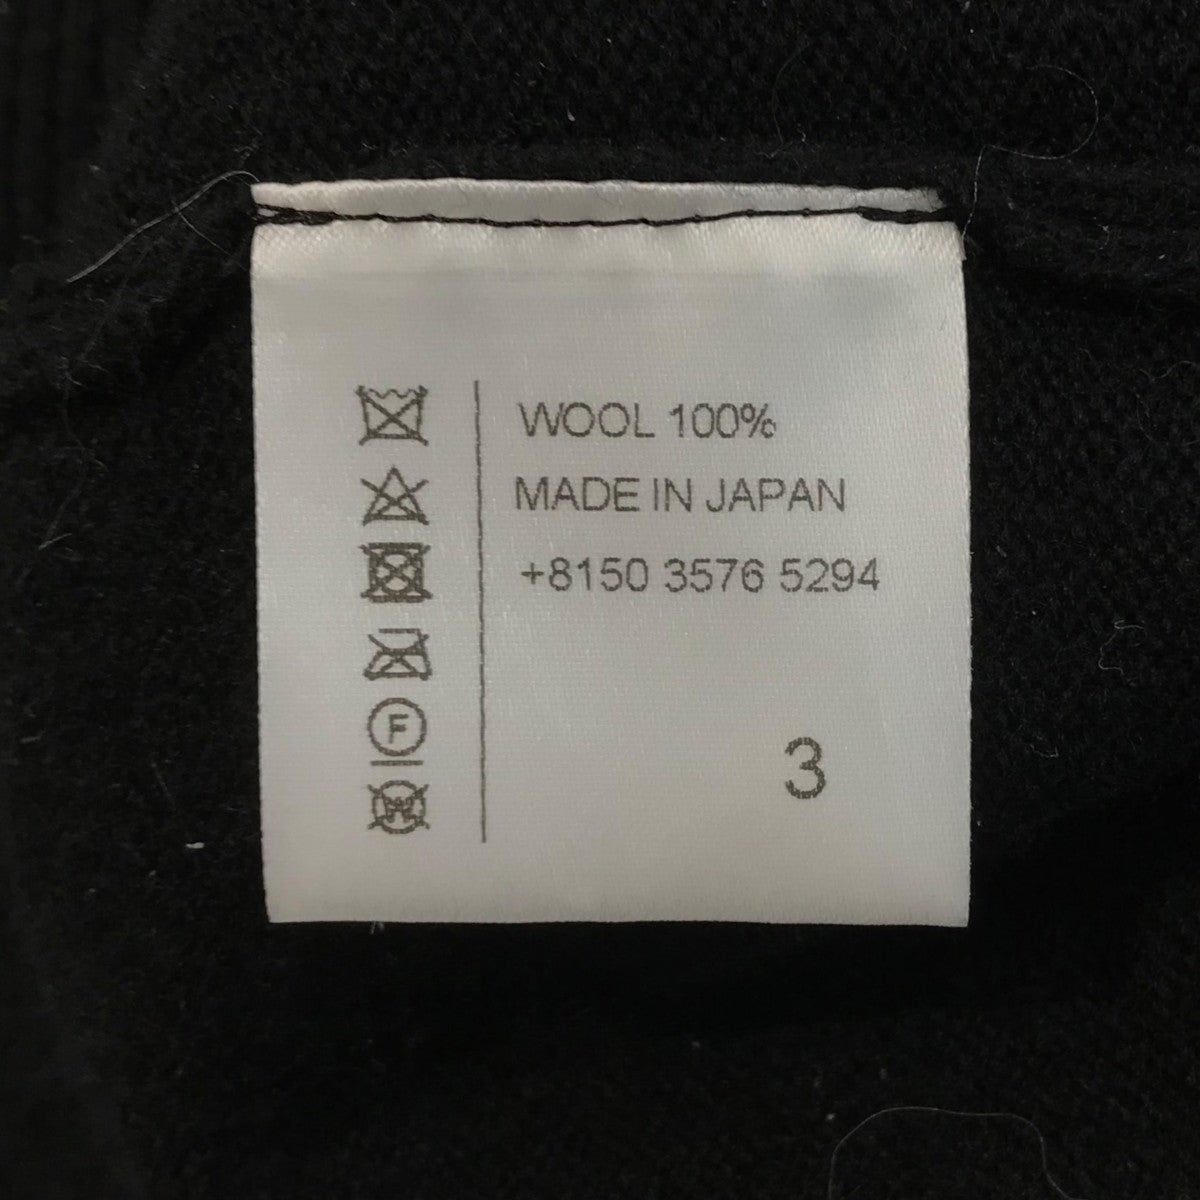 WOOL 100%
MADE IN JAPAN
+8150 3576 5294
3
F
W